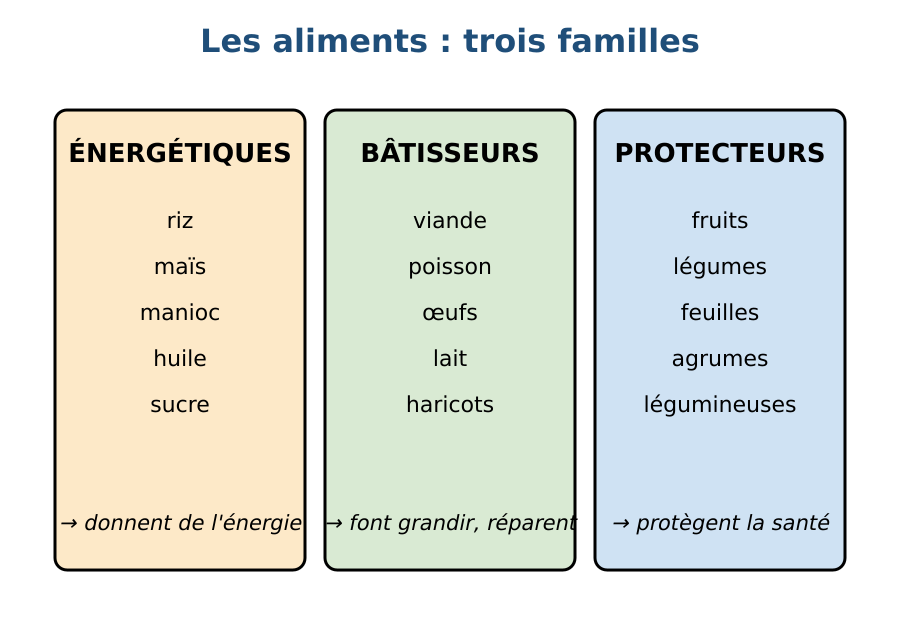 Les aliments : trois familles
ÉNERGÉTIQUES
riz
maïs
manioc
huile
sucre
→ donnent de l'énergie
BÂTISSEURS
viande
poisson
œufs
lait
haricots
→ font grandir, réparent
PROTECTEURS
fruits
légumes
feuilles
agrumes
légumineuses
→ protègent la santé